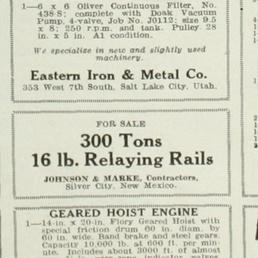 1—6 x 6 Oliver Continuous Filter, No.
438-S; complete with Doak Vacuum
Pump, 4-valve, Job No. J0112; size 9.5
x 8; 250 r.p.m. and tank. Pulley 28
in. x 5 in. A1 condition.
We specialize in new and slightly used
machinery.
Eastern Iron & Metal Co.
353 West 7th South, Salt Lake City, Utah.
FOR SALE
300 Tons
16 lb. Relaying Rails
JOHNSON & MARKE, Contractors,
Silver City, New Mexico.
GEARED HOIST ENGINE
1—14-in. x 20-in. Flory Geared Hoist with
special friction drum 60 in. diam. by
60 in. wide. Band brake and steel gears.
Capacity 10,000 lb. at 600 ft. per min-
ute. Includes about 3000 ft. of almost